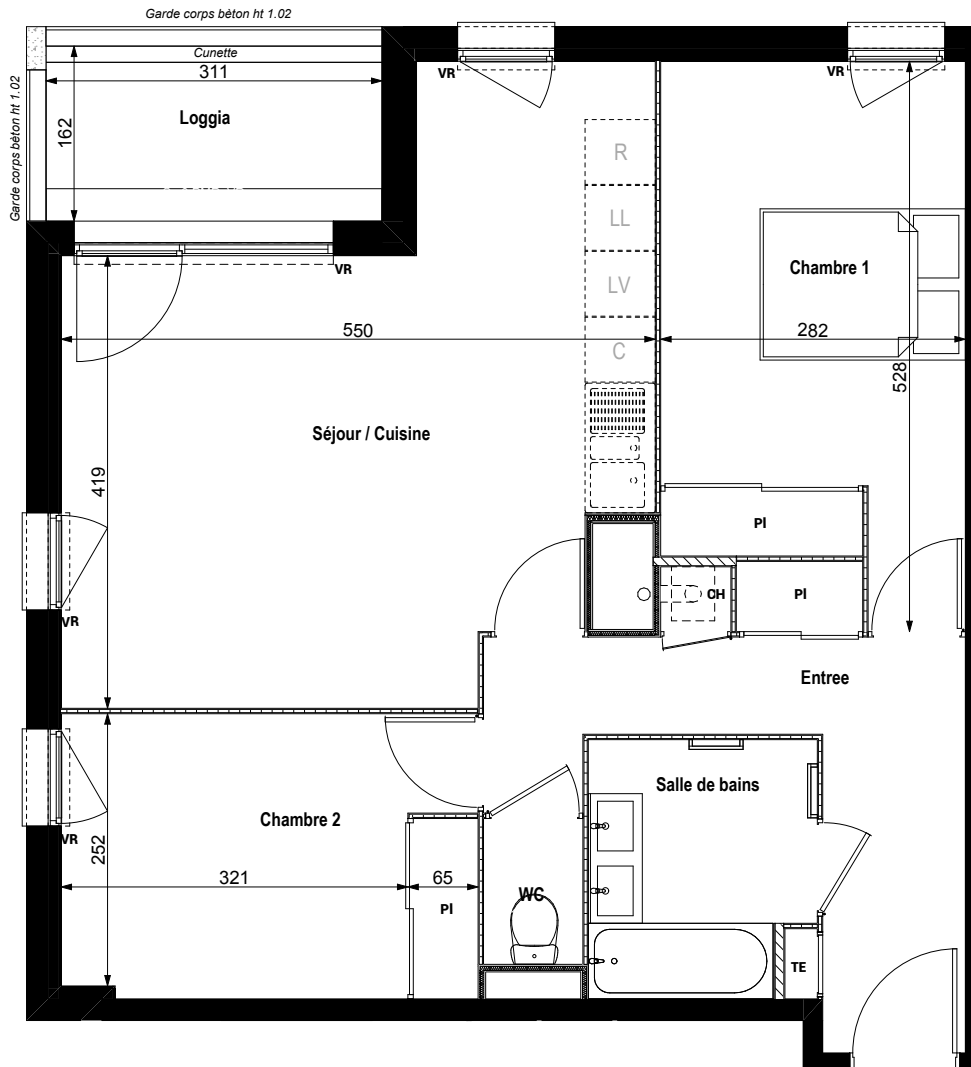 Garde corps bèton ht 1.02
Cunette
311
Garde corps bèton ht 1.02
162
Loggia
VR
VR
R
LL
LV
C
VR
Chambre 1
550
282
528
Séjour / Cuisine
419
Pl
CH
Pl
VR
Entree
Salle de bains
Chambre 2
VR
252
321
65
Pl
WC
TE